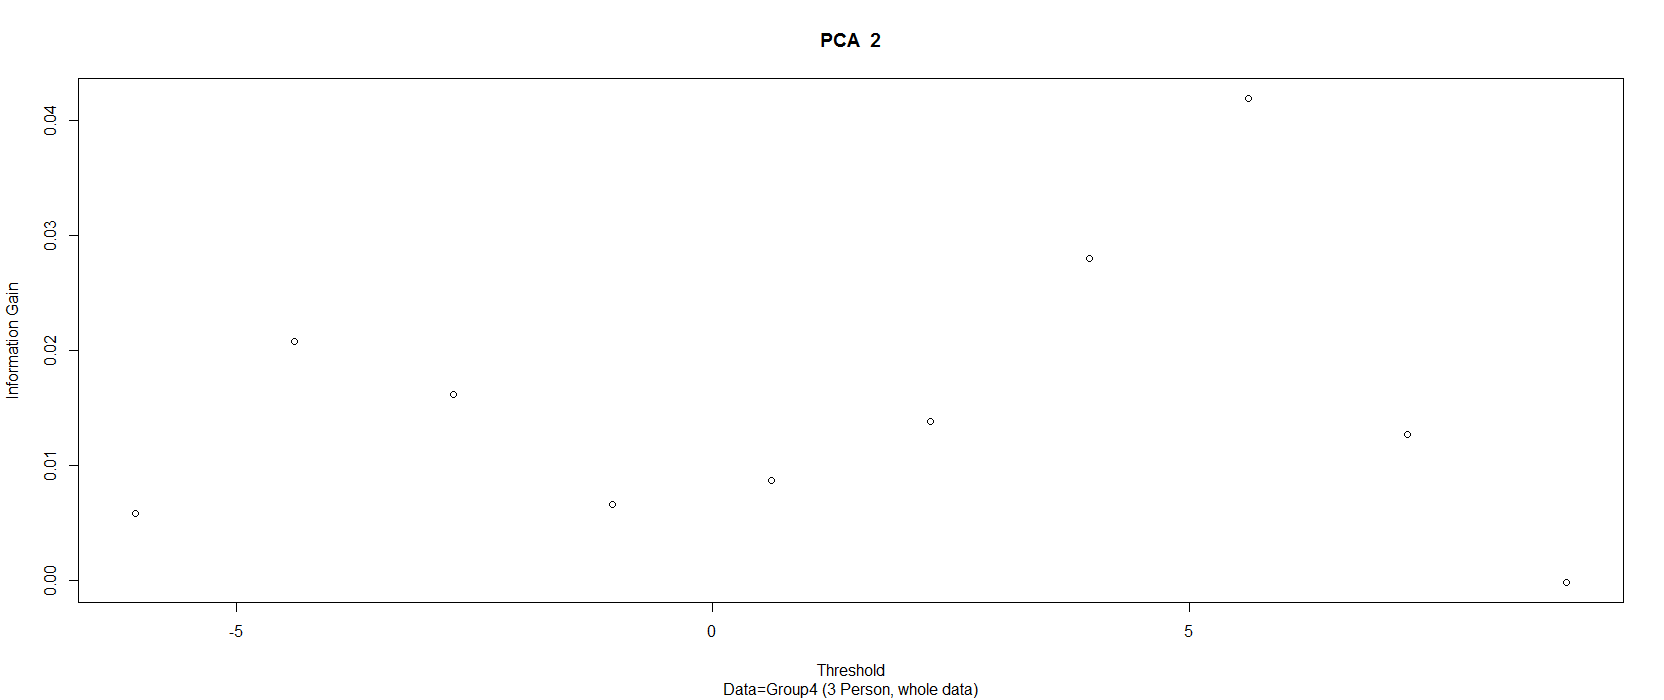 PCA  2
Information Gain
0.04
0.03
0.02
0.01
0.00
-5 0 5
Threshold
Data=Group4 (3 Person, whole data)